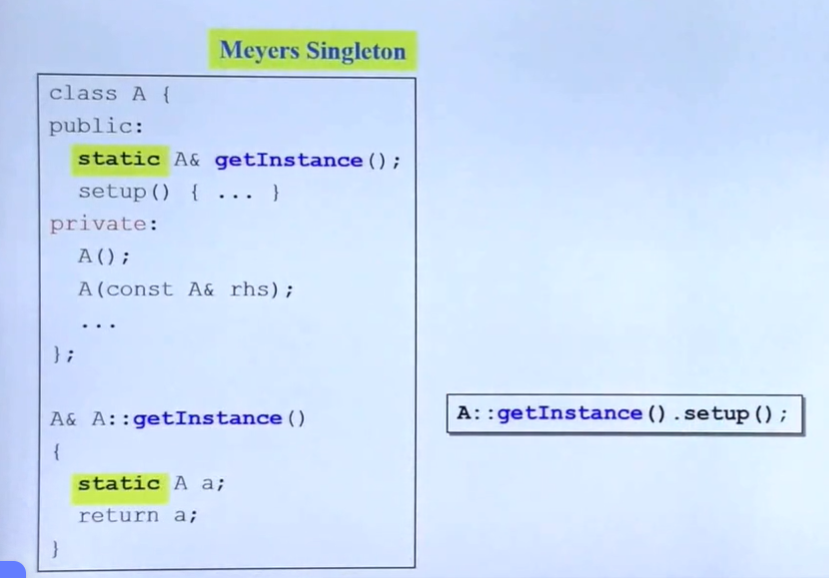 Meyers Singleton
class A {
public:
static A& getInstance();
setup() { ... }
private:
A();
A(const A& rhs);
...
};
A& A::getInstance()
{
static A a;
return a;
}
A::getInstance().setup();